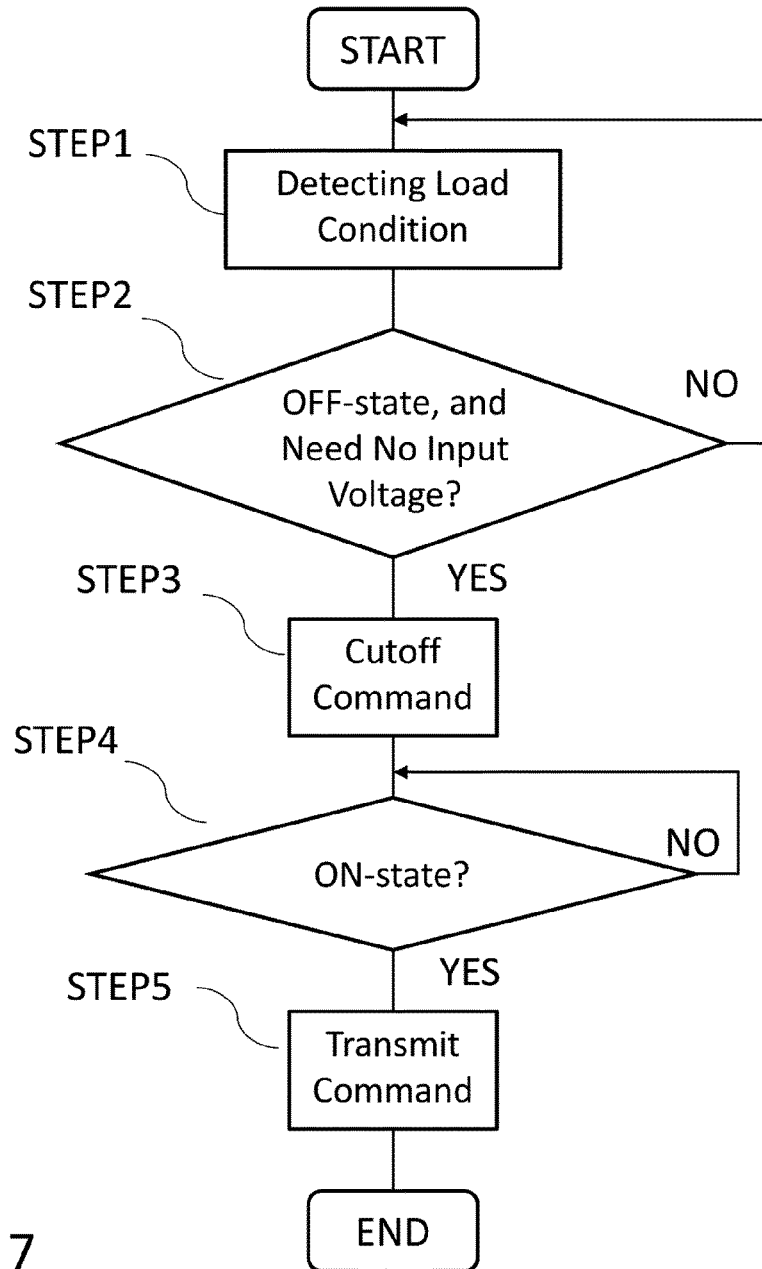 START
STEP1
Detecting Load
Condition
STEP2
OFF-state, and
Need No Input
Voltage?
NO
YES
STEP3
Cutoff
Command
STEP4
ON-state?
NO
YES
STEP5
Transmit
Command
END
7